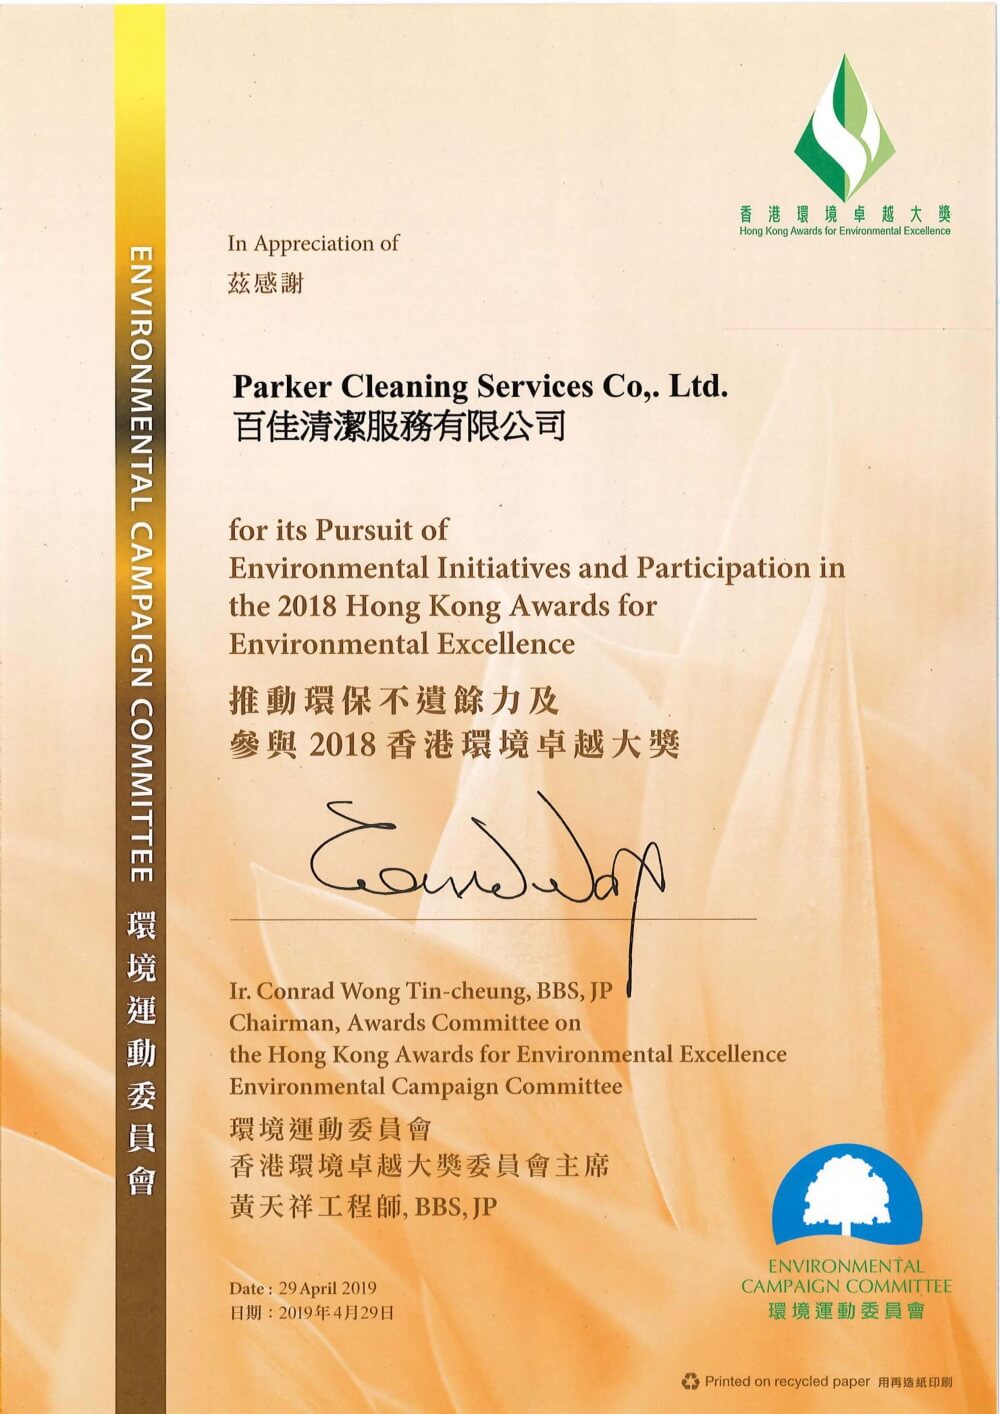 香港環境卓越大獎
Hong Kong Awards for Environmental Excellence
In Appreciation of
茲感謝
Parker Cleaning Services Co,. Ltd.
百佳清潔服務有限公司
for its Pursuit of
Environmental Initiatives and Participation in
the 2018 Hong Kong Awards for
Environmental Excellence
推動環保不遺餘力及
參與 2018 香港環境卓越大獎
Conrad Wong
Ir. Conrad Wong Tin-cheung, BBS, JP
Chairman, Awards Committee on
the Hong Kong Awards for Environmental Excellence
Environmental Campaign Committee
環境運動委員會
香港環境卓越大獎委員會主席
黃天祥工程師, BBS, JP
Date : 29 April 2019
日期：2019年4月29日
ENVIRONMENTAL CAMPAIGN COMMITTEE 環境運動委員會
ENVIRONMENTAL
CAMPAIGN COMMITTEE
環境運動委員會
Printed on recycled paper 用再造紙印刷